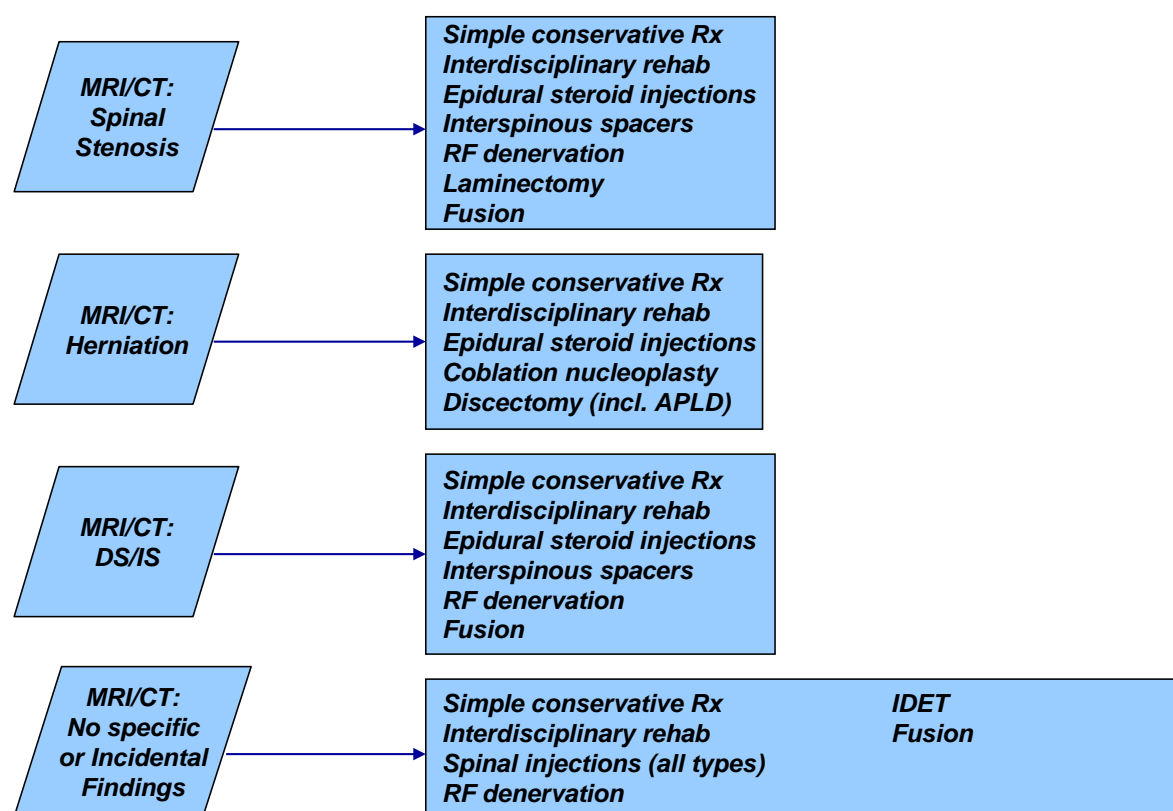 MRI/CT:
Spinal
Stenosis
Simple conservative Rx
Interdisciplinary rehab
Epidural steroid injections
Interspinous spacers
RF denervation
Laminectomy
Fusion
MRI/CT:
Herniation
Simple conservative Rx
Interdisciplinary rehab
Epidural steroid injections
Coblation nucleoplasty
Discectomy (incl. APLD)
MRI/CT:
DS/IS
Simple conservative Rx
Interdisciplinary rehab
Epidural steroid injections
Interspinous spacers
RF denervation
Fusion
MRI/CT:
No specific
or Incidental
Findings
Simple conservative Rx
Interdisciplinary rehab
Spinal injections (all types)
RF denervation
IDET
Fusion